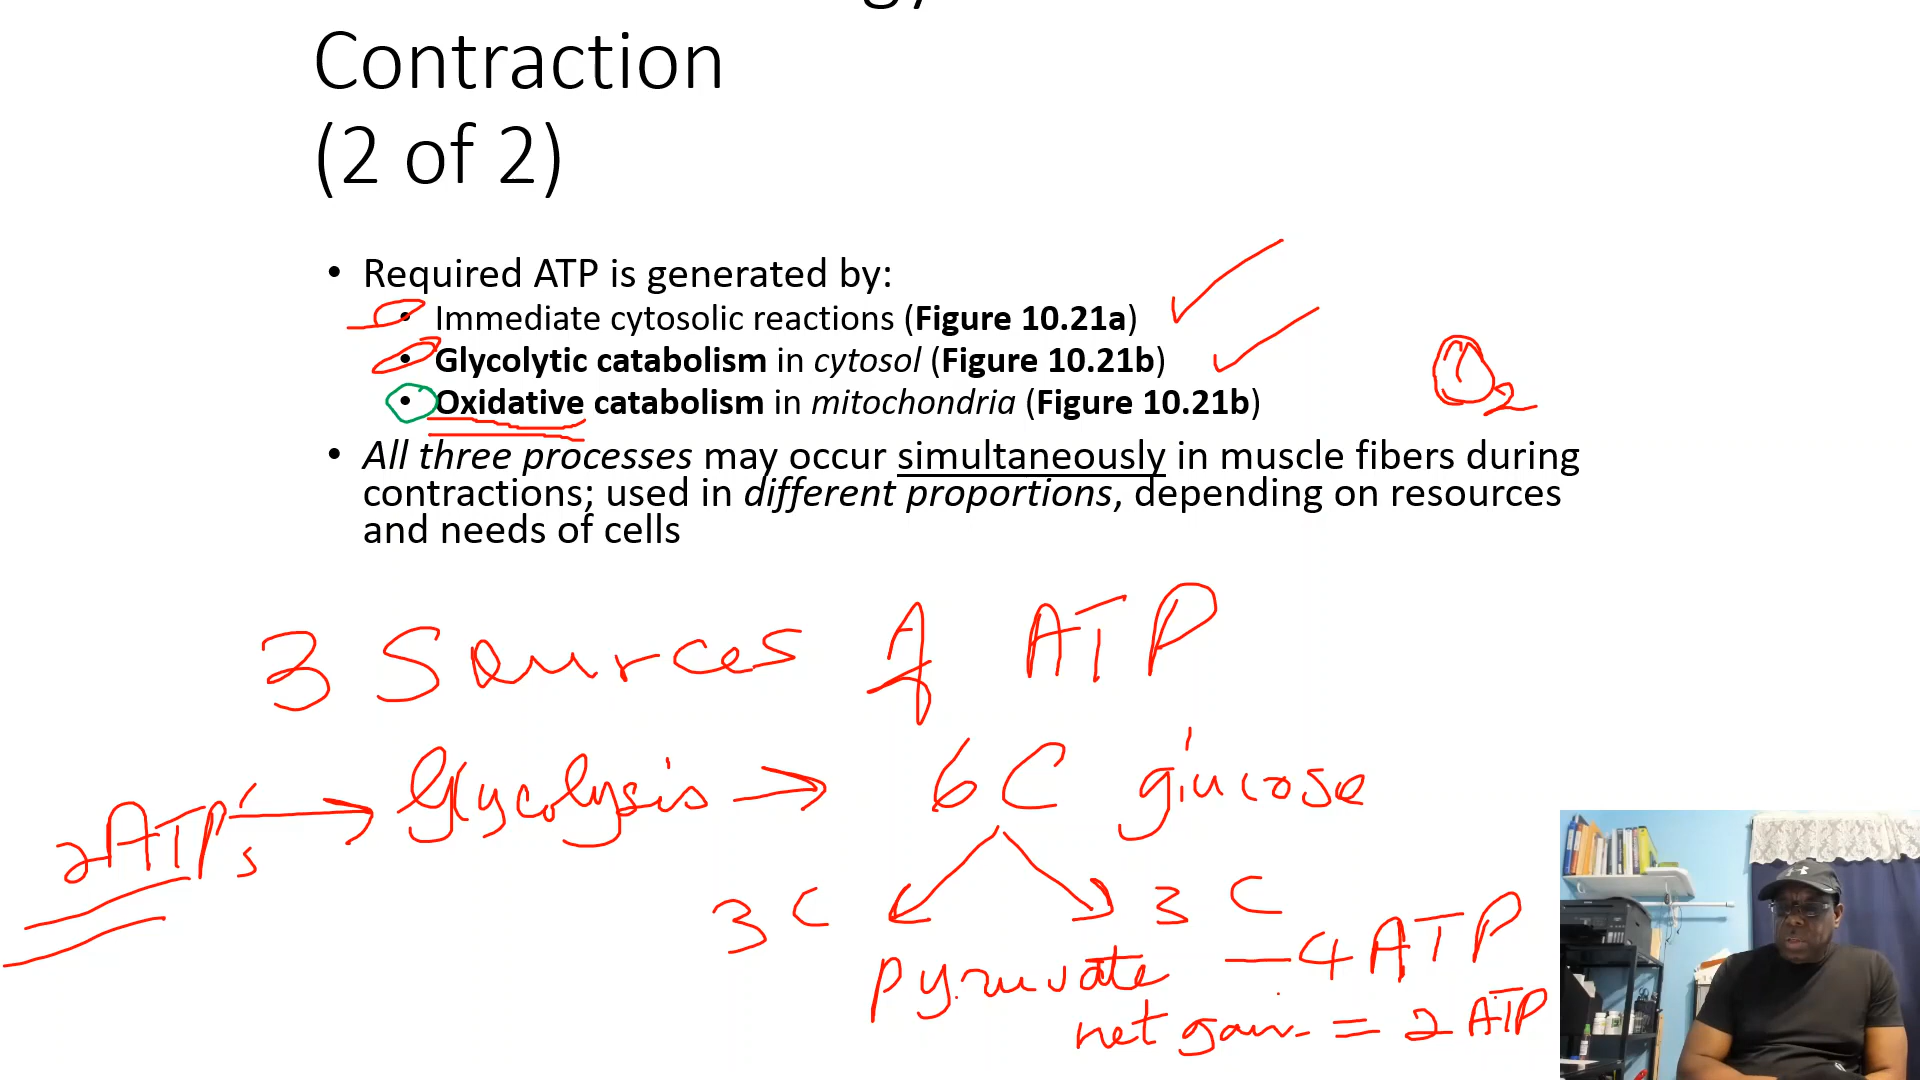 Contraction
(2 of 2)
• Required ATP is generated by:
• Immediate cytosolic reactions (Figure 10.21a)
• Glycolytic catabolism in cytosol (Figure 10.21b)
• Oxidative catabolism in mitochondria (Figure 10.21b)
O2
• All three processes may occur simultaneously in muscle fibers during
contractions; used in different proportions, depending on resources
and needs of cells
3 Sources of ATP
2ATP's → Glycolysis → 6C glucose
3C 3C
pyruvate — 4 ATP
net gain = 2 ATP